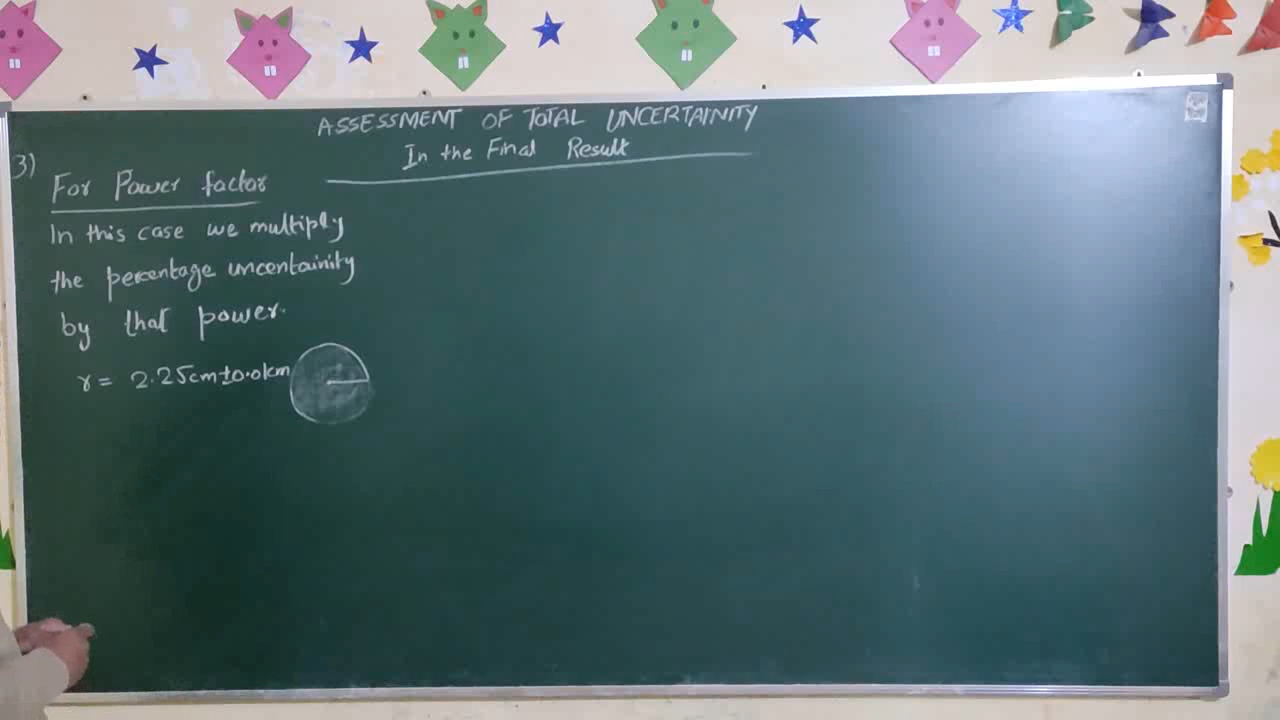 ASSESSMENT OF TOTAL UNCERTAINITY
In the Final Result
3)
For Power factor
In this case we multiply
the percentage uncertainity
by that power.
r = 2.25cm±0.01cm